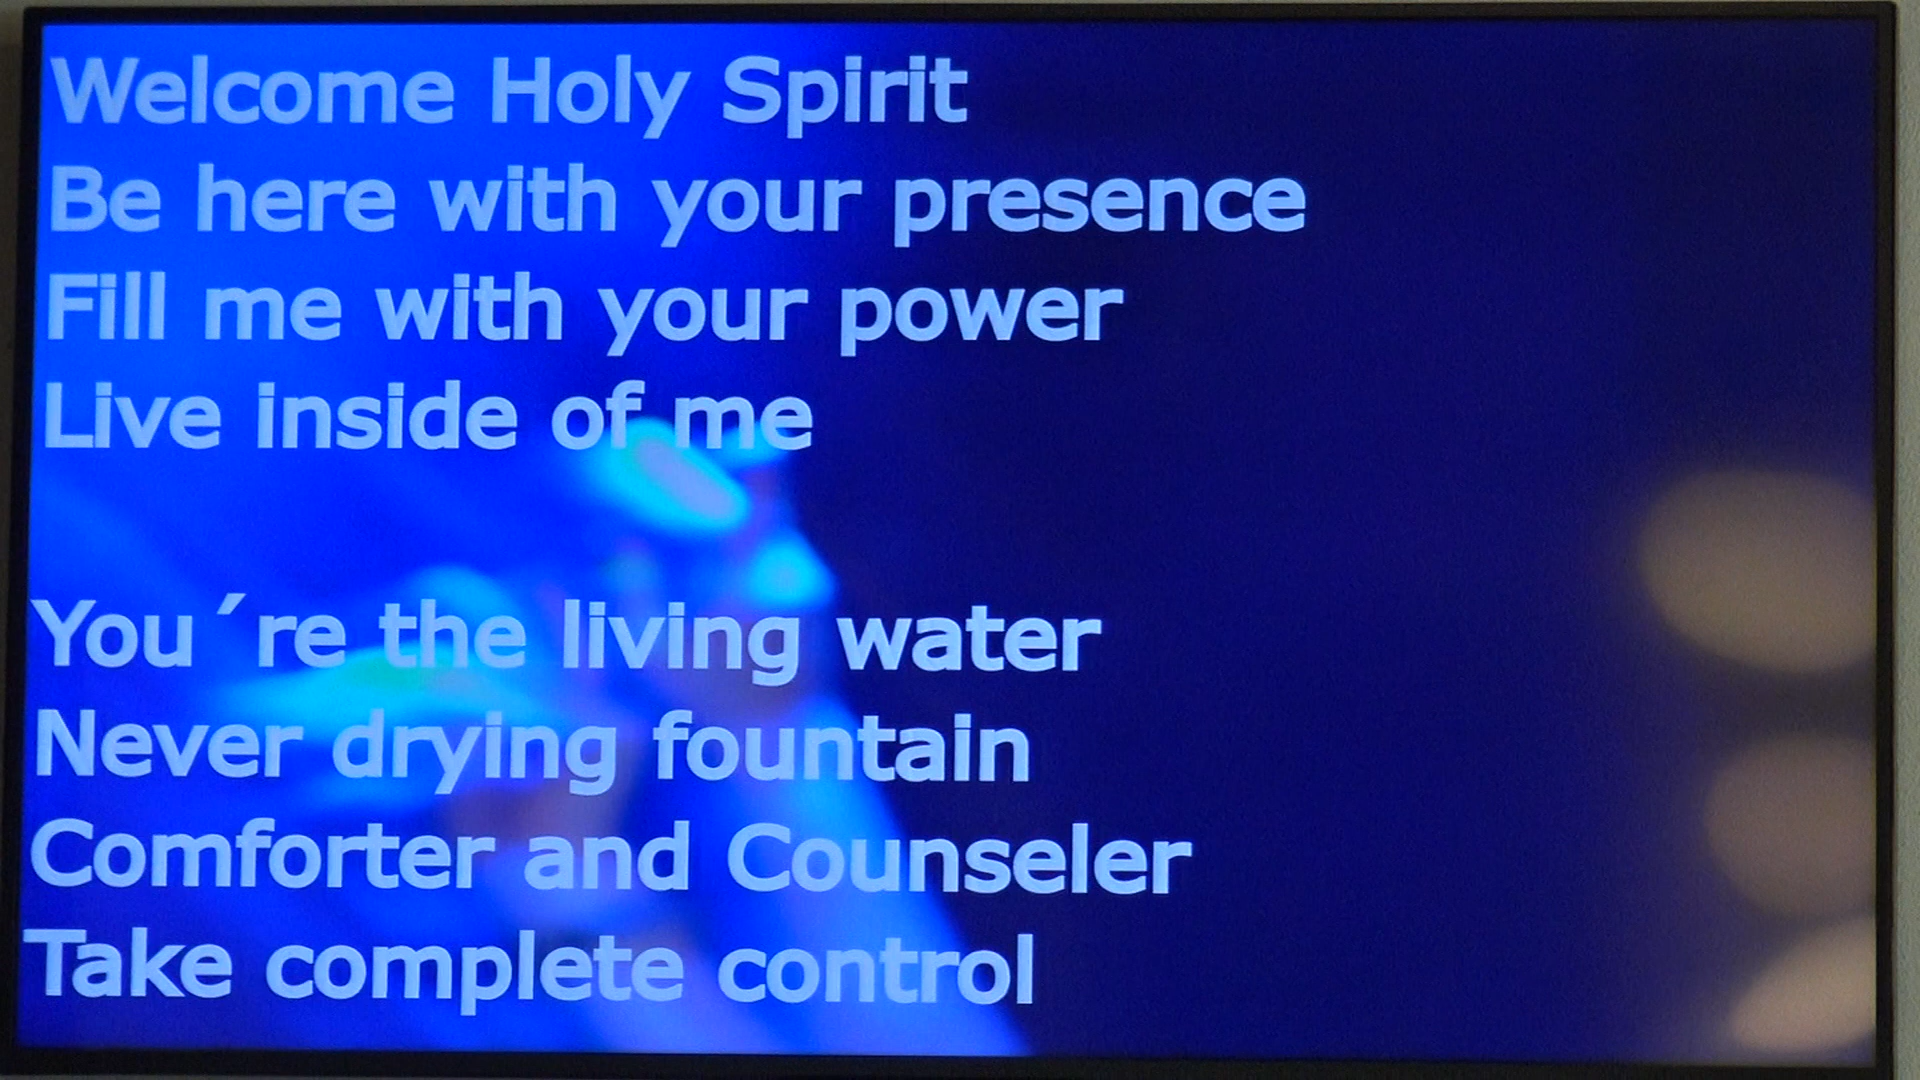 Welcome Holy Spirit
Be here with your presence
Fill me with your power
Live inside of me
You´re the living water
Never drying fountain
Comforter and Counseler
Take complete control